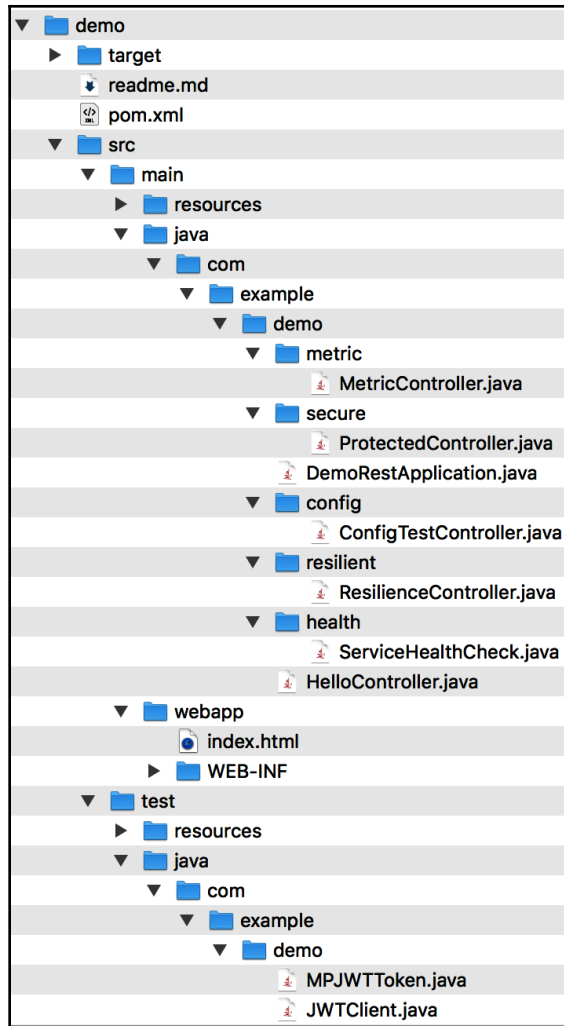 demo
target
readme.md
pom.xml
src
main
resources
java
com
example
demo
metric
MetricController.java
secure
ProtectedController.java
DemoRestApplication.java
config
ConfigTestController.java
resilient
ResilienceController.java
health
ServiceHealthCheck.java
HelloController.java
webapp
index.html
WEB-INF
test
resources
java
com
example
demo
MPJWTToken.java
JWTClient.java